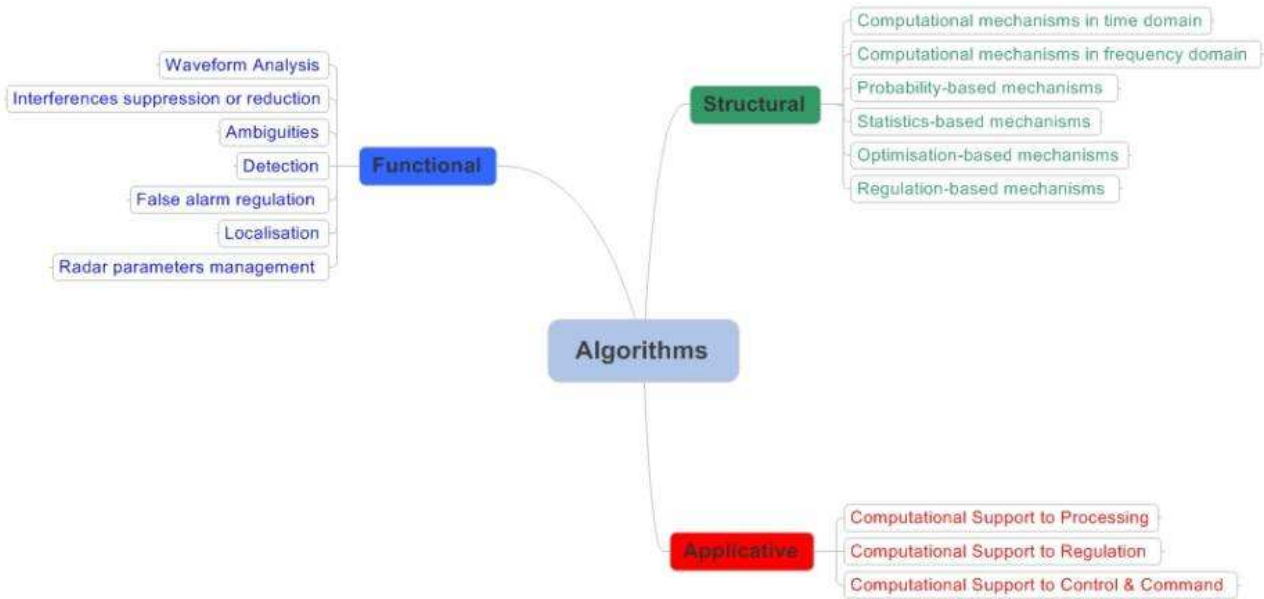 Algorithms
Functional
Waveform Analysis
Interferences suppression or reduction
Ambiguities
Detection
False alarm regulation
Localisation
Radar parameters management
Structural
Computational mechanisms in time domain
Computational mechanisms in frequency domain
Probability-based mechanisms
Statistics-based mechanisms
Optimisation-based mechanisms
Regulation-based mechanisms
Applicative
Computational Support to Processing
Computational Support to Regulation
Computational Support to Control & Command